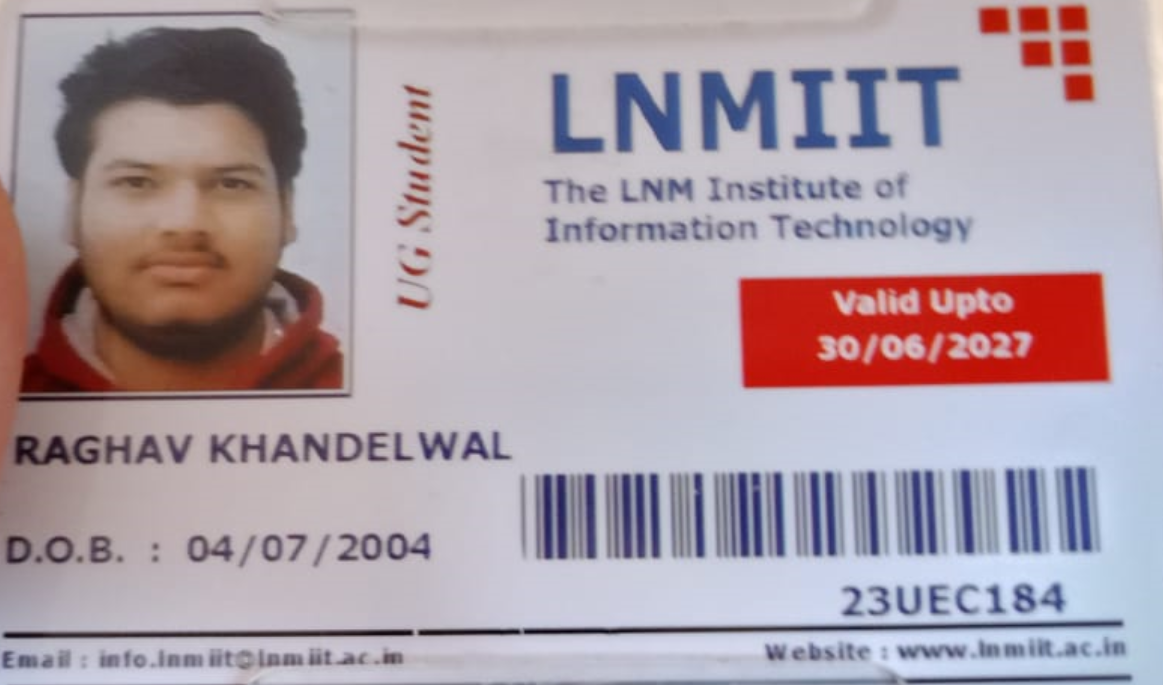 UG Student
LNMIIT
The LNM Institute of
Information Technology
Valid Upto
30/06/2027
RAGHAV KHANDELWAL
D.O.B. : 04/07/2004
23UEC184
Email : info.lnmiit@lnmiit.ac.in
Website : www.lnmiit.ac.in